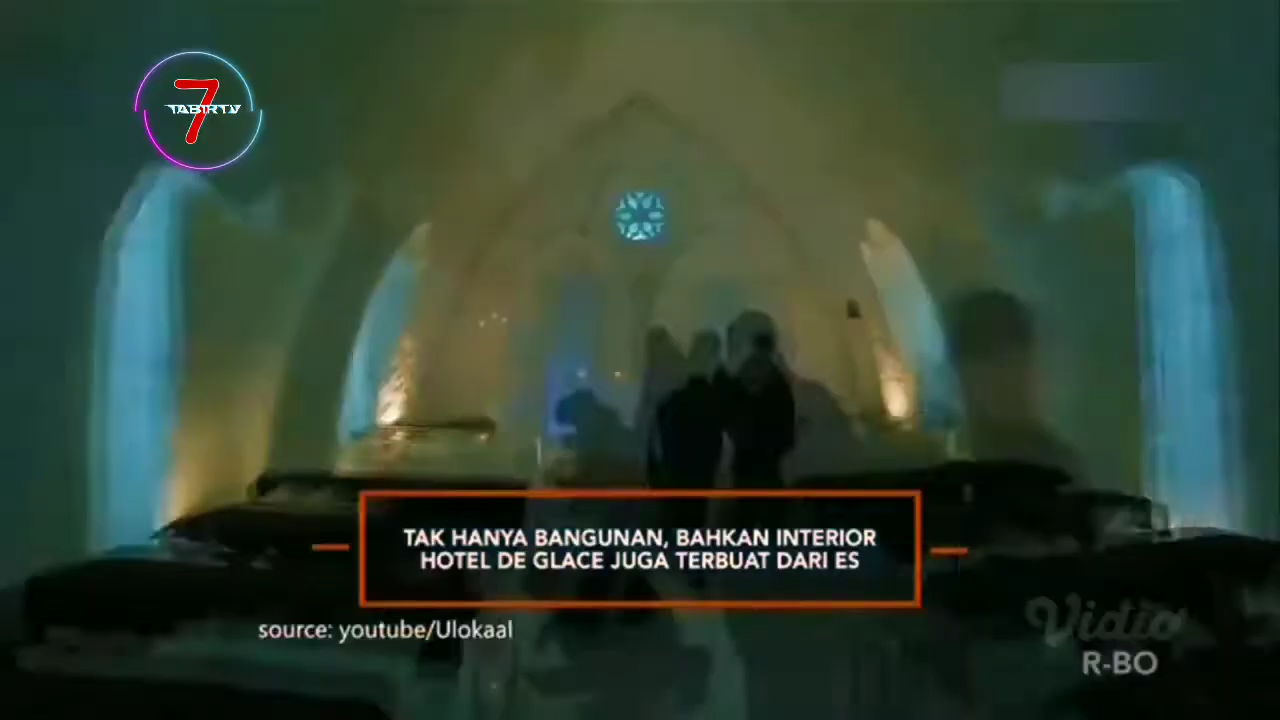 7
TABIRTV
TAK HANYA BANGUNAN, BAHKAN INTERIOR
HOTEL DE GLACE JUGA TERBUAT DARI ES
source: youtube/Ulokaal
Vidio
R-BO